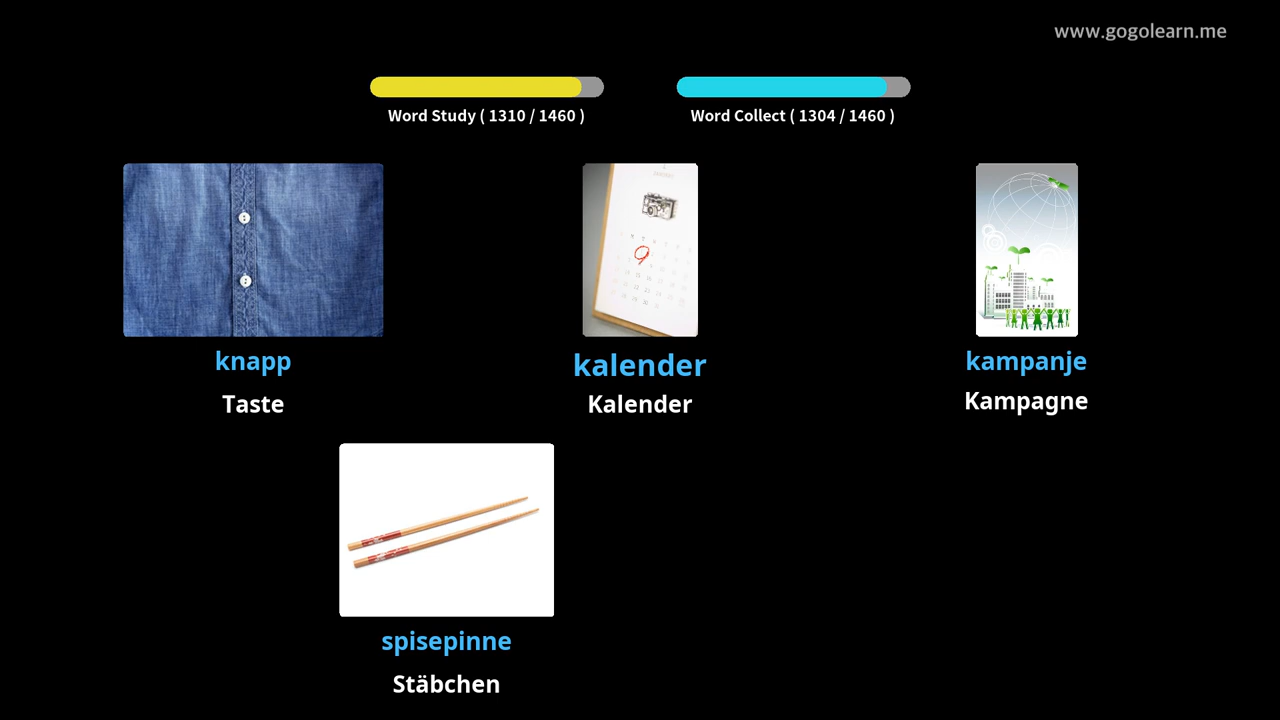 www.gogolearn.me
Word Study ( 1310 / 1460 )
Word Collect ( 1304 / 1460 )
knapp
Taste
9
kalender
Kalender
kampanje
Kampagne
spisepinne
Stäbchen